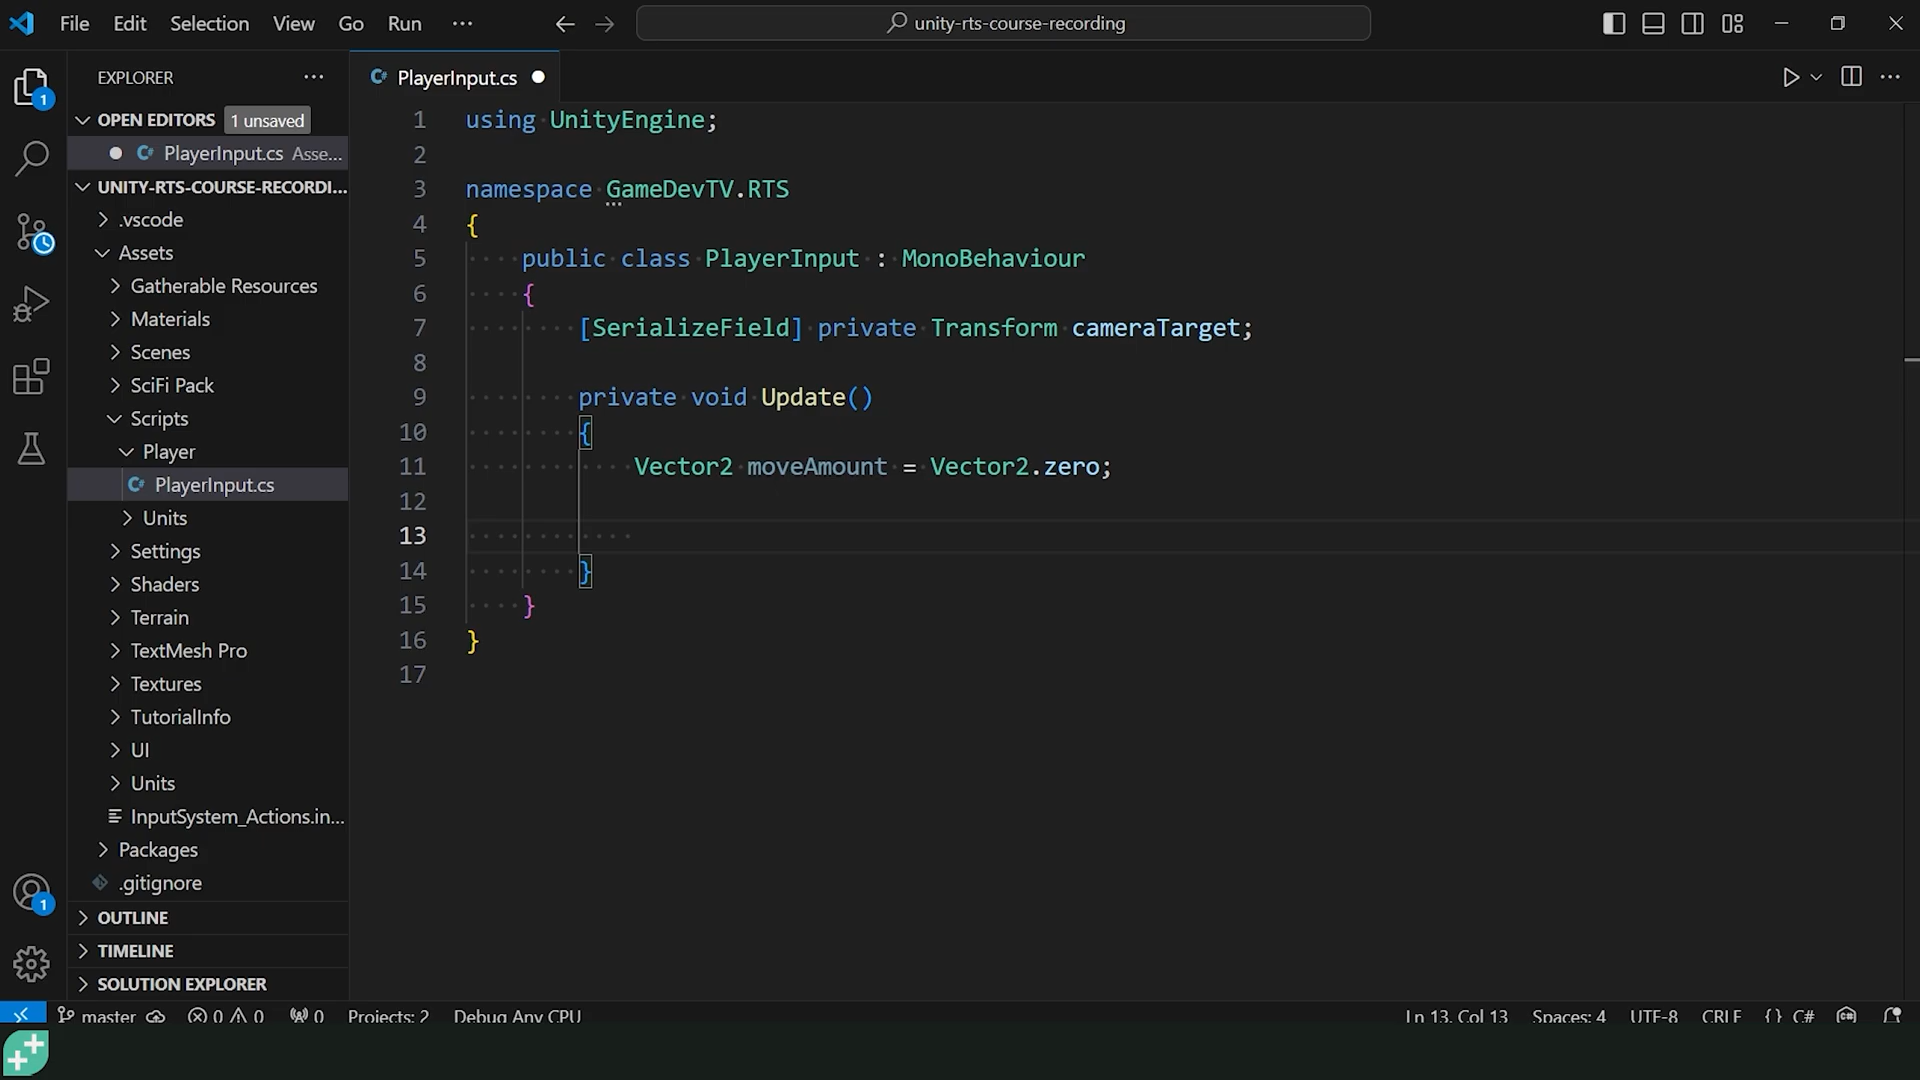 File Edit Selection View Go Run ··· unity-rts-course-recording
EXPLORER ···
PlayerInput.cs
OPEN EDITORS 1 unsaved
PlayerInput.cs Asse...
UNITY-RTS-COURSE-RECORDI...
.vscode
Assets
Gatherable Resources
Materials
Scenes
SciFi Pack
Scripts
Player
PlayerInput.cs
Units
Settings
Shaders
Terrain
TextMesh Pro
Textures
TutorialInfo
UI
Units
InputSystem_Actions.in...
Packages
.gitignore
OUTLINE
TIMELINE
SOLUTION EXPLORER
1 using UnityEngine;
2
3 namespace GameDevTV.RTS
4 {
5 public class PlayerInput : MonoBehaviour
6 {
7 [SerializeField] private Transform cameraTarget;
8
9 private void Update()
10 {
11 Vector2 moveAmount = Vector2.zero;
12
13
14 }
15 }
16 }
17
1
1
master 0 0 0 Projects: 2 Debug Any CPU Ln 13, Col 13 Spaces: 4 UTF-8 CRLF {} C#